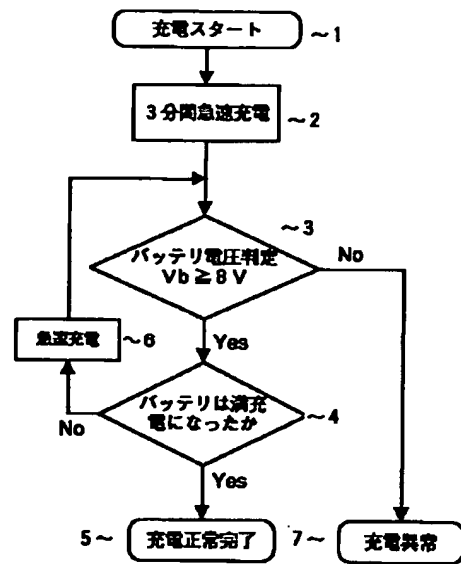 充電スタート ～1
3分間急速充電 ～2
～3
バッテリ電圧判定
Vb≧8V
No
急速充電 ～6
Yes
バッテリは満充
電になったか ～4
No
Yes
5～ 充電正常完了
7～ 充電異常